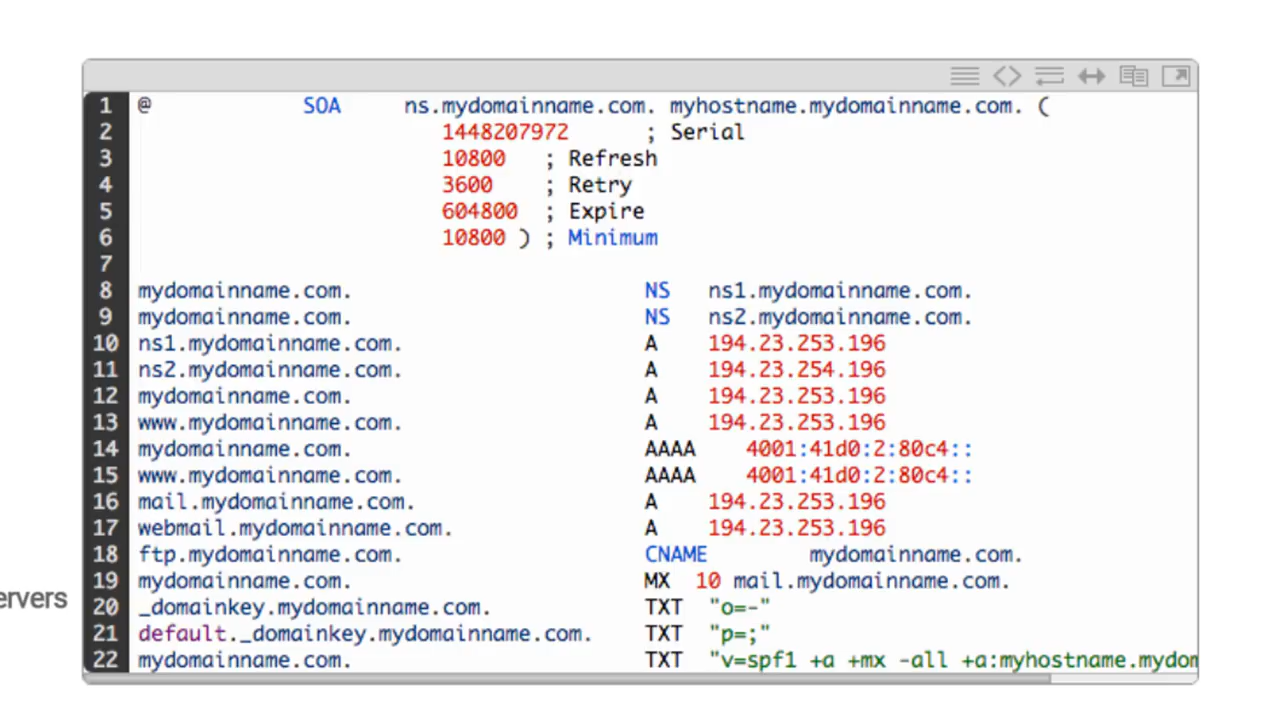 1 @ SOA ns.mydomainname.com. myhostname.mydomainname.com. (
2 1448207972 ; Serial
3 10800 ; Refresh
4 3600 ; Retry
5 604800 ; Expire
6 10800 ) ; Minimum
7
8 mydomainname.com. NS ns1.mydomainname.com.
9 mydomainname.com. NS ns2.mydomainname.com.
10 ns1.mydomainname.com. A 194.23.253.196
11 ns2.mydomainname.com. A 194.23.254.196
12 mydomainname.com. A 194.23.253.196
13 www.mydomainname.com. A 194.23.253.196
14 mydomainname.com. AAAA 4001:41d0:2:80c4::
15 www.mydomainname.com. AAAA 4001:41d0:2:80c4::
16 mail.mydomainname.com. A 194.23.253.196
17 webmail.mydomainname.com. A 194.23.253.196
18 ftp.mydomainname.com. CNAME mydomainname.com.
19 mydomainname.com. MX 10 mail.mydomainname.com.
ervers
20 _domainkey.mydomainname.com. TXT "o=-"
21 default._domainkey.mydomainname.com. TXT "p=;"
22 mydomainname.com. TXT "v=spf1 +a +mx -all +a:myhostname.mydom